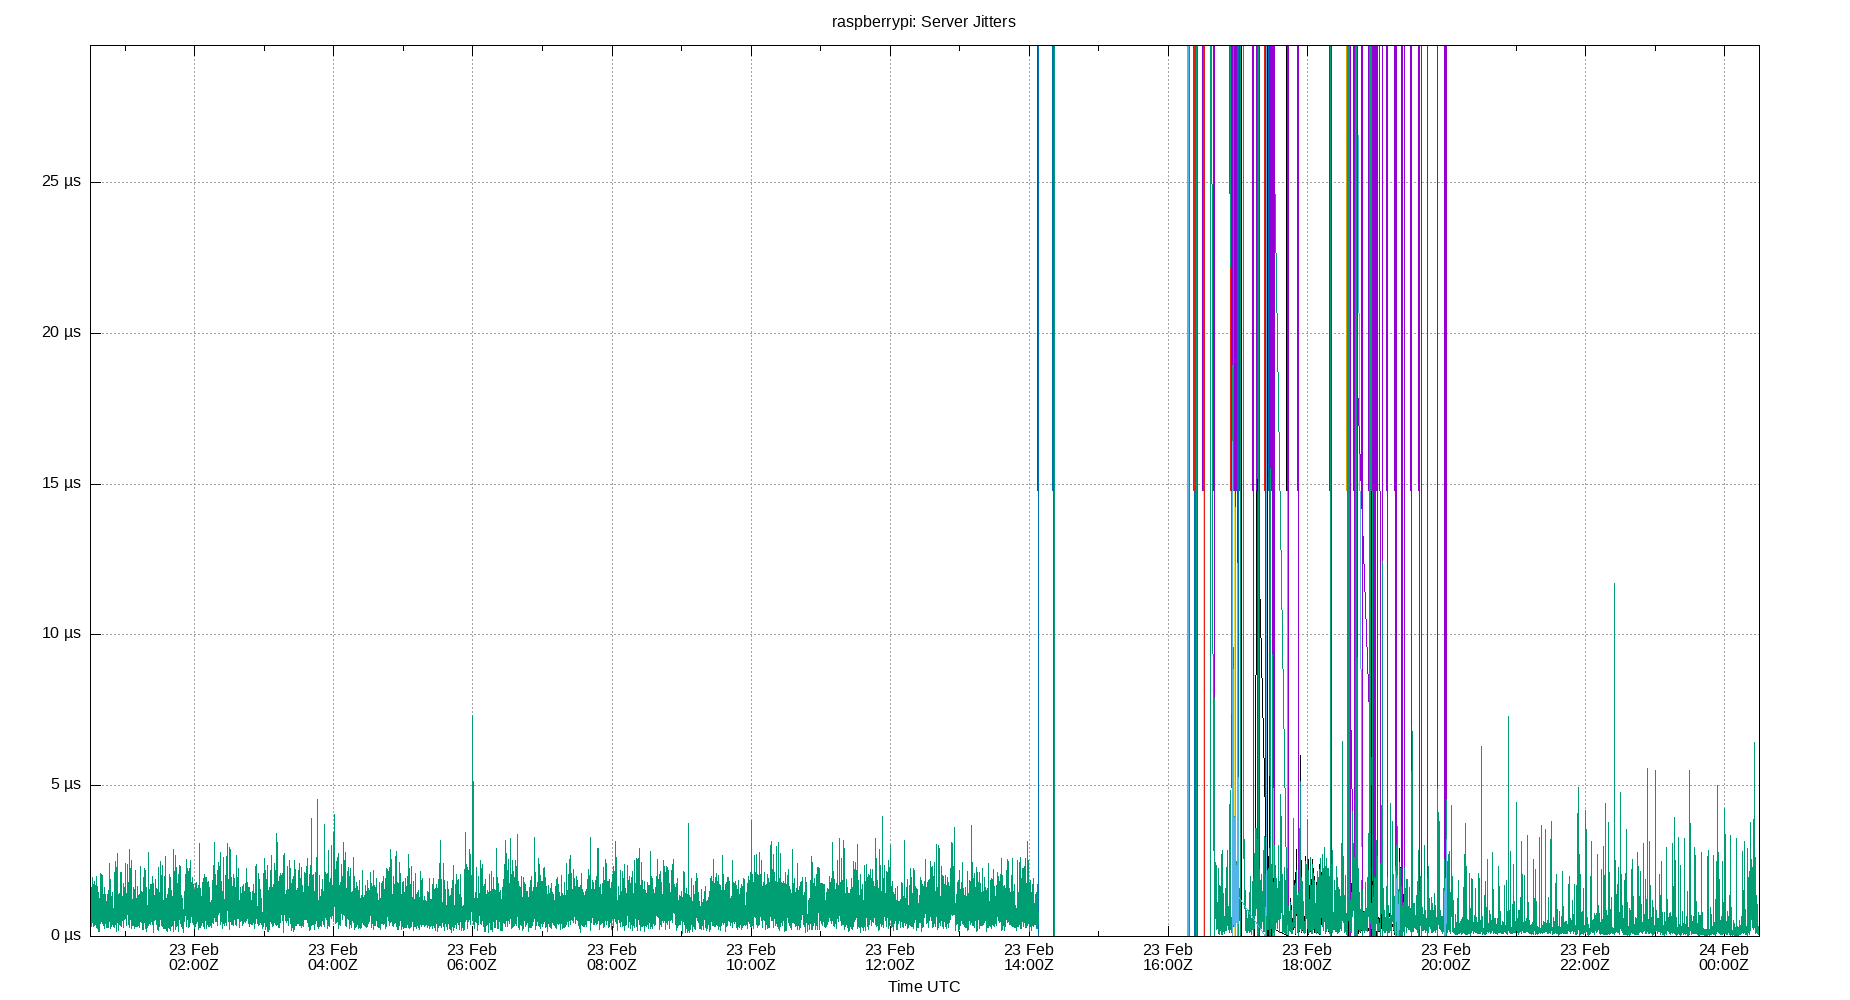 raspberrypi: Server Jitters
25 µs
20 µs
15 µs
10 µs
5 µs
0 µs
23 Feb 23 Feb 23 Feb 23 Feb 23 Feb 23 Feb 23 Feb 23 Feb 23 Feb 23 Feb 23 Feb 24 Feb
02:00Z 04:00Z 06:00Z 08:00Z 10:00Z 12:00Z 14:00Z 16:00Z 18:00Z 20:00Z 22:00Z 00:00Z
Time UTC